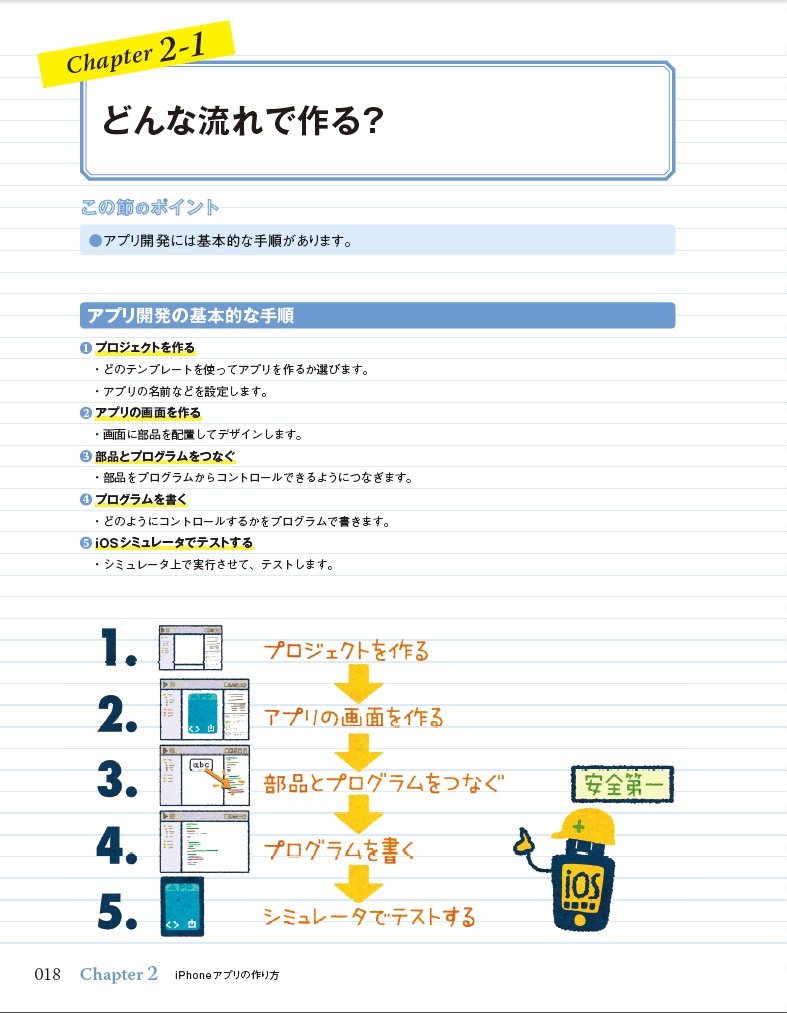 Chapter 2-1
どんな流れで作る?
この節のポイント
●アプリ開発には基本的な手順があります。
アプリ開発の基本的な手順
❶ プロジェクトを作る
・どのテンプレートを使ってアプリを作るか選びます。
・アプリの名前などを設定します。
❷ アプリの画面を作る
・画面に部品を配置してデザインします。
❸ 部品とプログラムをつなぐ
・部品をプログラムからコントロールできるようにつなぎます。
❹ プログラムを書く
・どのようにコントロールするかをプログラムで書きます。
❺ iOSシミュレータでテストする
・シミュレータ上で実行させて、テストします。
1. プロジェクトを作る
2. APP アプリの画面を作る
3. abc 部品とプログラムをつなぐ
安全第一
4. プログラムを書く
iOS
5. APP シミュレータでテストする
018 Chapter 2 iPhoneアプリの作り方